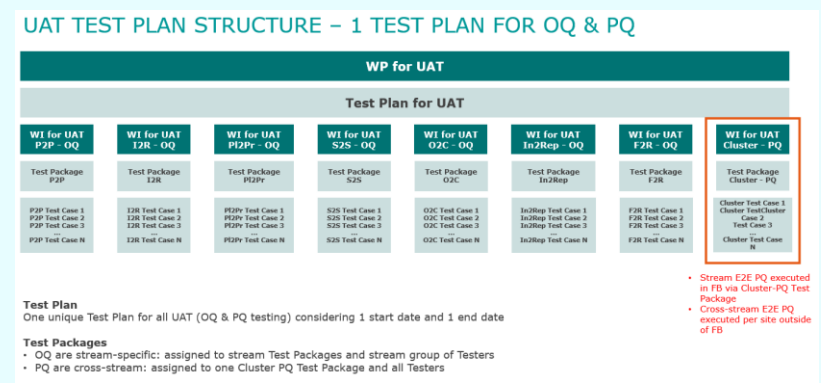 UAT TEST PLAN STRUCTURE – 1 TEST PLAN FOR OQ & PQ
WP for UAT
Test Plan for UAT
WI for UAT
P2P - OQ
Test Package
P2P
P2P Test Case 1
P2P Test Case 2
P2P Test Case 3
...
P2P Test Case N
WI for UAT
I2R - OQ
Test Package
I2R
I2R Test Case 1
I2R Test Case 2
I2R Test Case 3
...
I2R Test Case N
WI for UAT
Pl2Pr - OQ
Test Package
Pl2Pr
Pl2Pr Test Case 1
Pl2Pr Test Case 2
Pl2Pr Test Case 3
...
Pl2Pr Test Case N
WI for UAT
S2S - OQ
Test Package
S2S
S2S Test Case 1
S2S Test Case 2
S2S Test Case 3
...
S2S Test Case N
WI for UAT
O2C - OQ
Test Package
O2C
O2C Test Case 1
O2C Test Case 2
O2C Test Case 3
...
O2C Test Case N
WI for UAT
In2Rep - OQ
Test Package
In2Rep
In2Rep Test Case 1
In2Rep Test Case 2
In2Rep Test Case 3
...
In2Rep Test Case N
WI for UAT
F2R - OQ
Test Package
F2R
F2R Test Case 1
F2R Test Case 2
F2R Test Case 3
...
F2R Test Case N
WI for UAT
Cluster - PQ
Test Package
Cluster - PQ
Cluster Test Case 1
Cluster TestCluster
Case 2
Test Case 3
...
Cluster Test Case
N
• Stream E2E PQ executed
in FB via Cluster-PQ Test
Package
• Cross-stream E2E PQ
executed per site outside
of FB
Test Plan
One unique Test Plan for all UAT (OQ & PQ testing) considering 1 start date and 1 end date
Test Packages
• OQ are stream-specific: assigned to stream Test Packages and stream group of Testers
• PQ are cross-stream: assigned to one Cluster PQ Test Package and all Testers